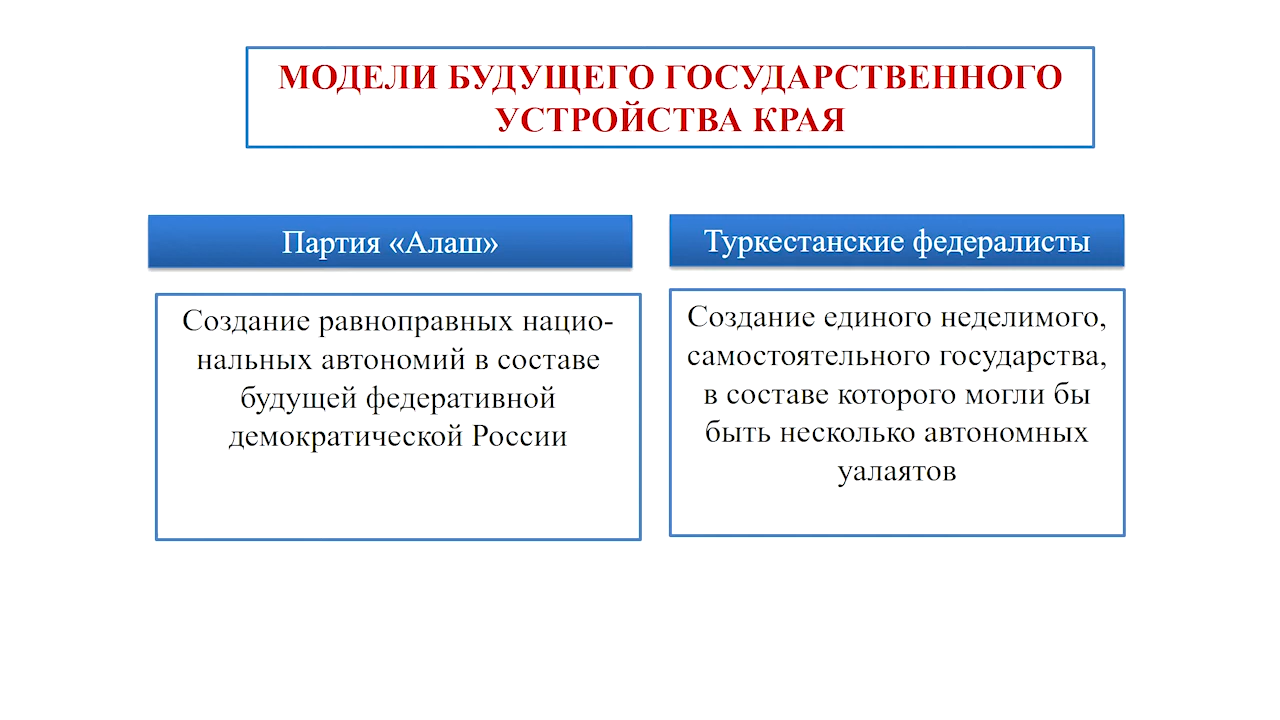 МОДЕЛИ БУДУЩЕГО ГОСУДАРСТВЕННОГО
УСТРОЙСТВА КРАЯ
Партия «Алаш»
Создание равноправных нацио-
нальных автономий в составе
будущей федеративной
демократической России
Туркестанские федералисты
Создание единого неделимого,
самостоятельного государства,
в составе которого могли бы
быть несколько автономных
уалаятов